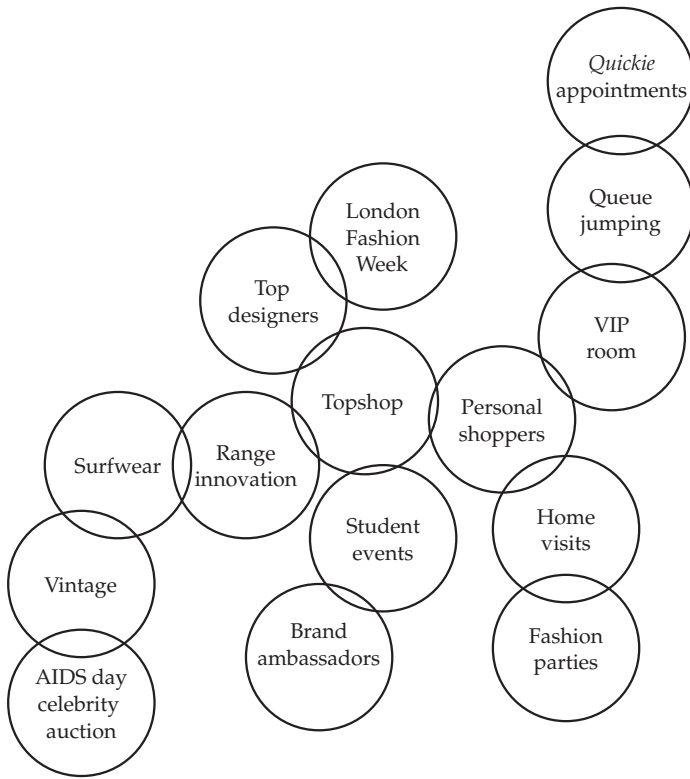 Quickie
appointments
Queue
jumping
London
Fashion
Week
Top
designers
VIP
room
Topshop
Personal
shoppers
Surfwear
Range
innovation
Student
events
Home
visits
Vintage
Brand
ambassadors
Fashion
parties
AIDS day
celebrity
auction